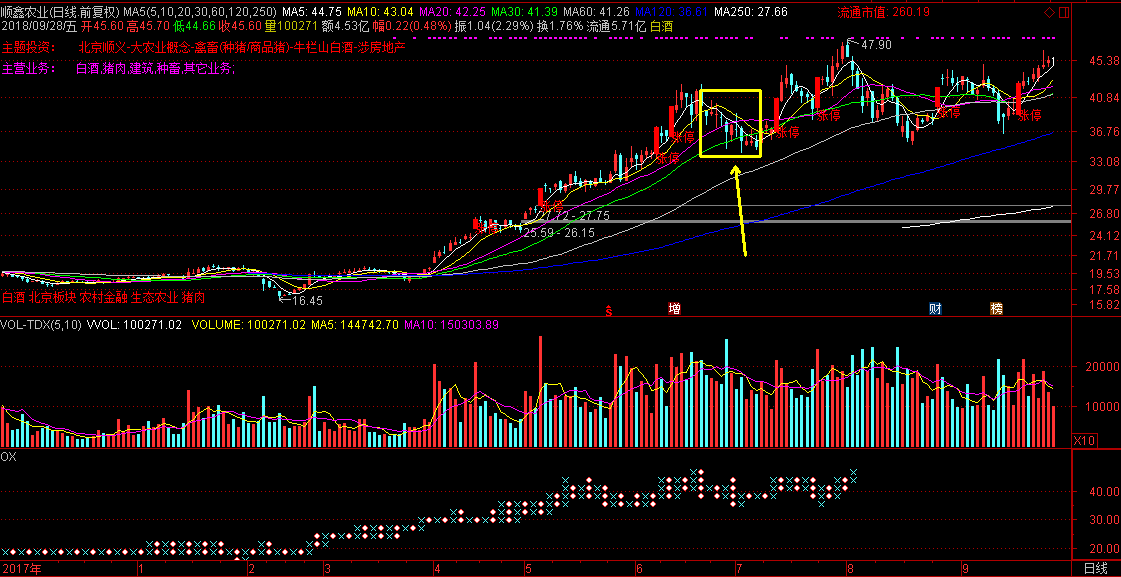 顺鑫农业(日线.前复权) MA5(5,10,20,30,60,120,250) MA5: 44.75 MA10: 43.04 MA20: 42.25 MA30: 41.39 MA60: 41.26 MA120: 36.61 MA250: 27.66 流通市值: 260.19
2018/09/28/五 开45.60 高45.70 低44.66 收45.60 量100271 额4.53亿 幅0.22(0.48%) 振1.04(2.29%) 换1.76% 流通5.71亿 白酒
主题投资: 北京顺义-大农业概念-禽畜(种猪/商品猪)-牛栏山白酒-涉房地产
主营业务: 白酒,猪肉,建筑,种畜,其它业务;
47.90
45.38
40.84
36.76
33.08
29.77
26.80
24.12
21.71
19.53
17.58
15.82
涨停
涨停
涨停
涨停
涨停
涨停
涨停
27.72 - 27.75
25.59 - 26.15
16.45
白酒 北京板块 农村金融 生态农业 猪肉
增 财 榜
VOL-TDX(5,10) VVOL: 100271.02 VOLUME: 100271.02 MA5: 144742.70 MA10: 150303.89
20000
10000
X10
OX
40.00
30.00
20.00
2017年 1 2 3 4 5 6 7 8 9 日线